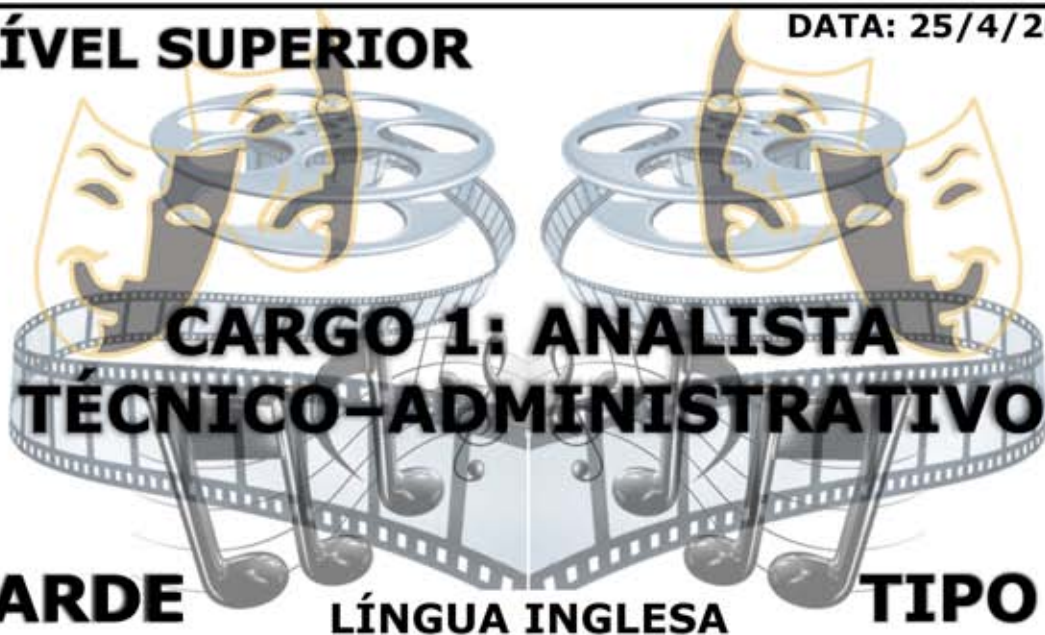 ÍVEL SUPERIOR
DATA: 25/4/2
CARGO 1: ANALISTA
TÉCNICO–ADMINISTRATIVO
ARDE
LÍNGUA INGLESA
TIPO